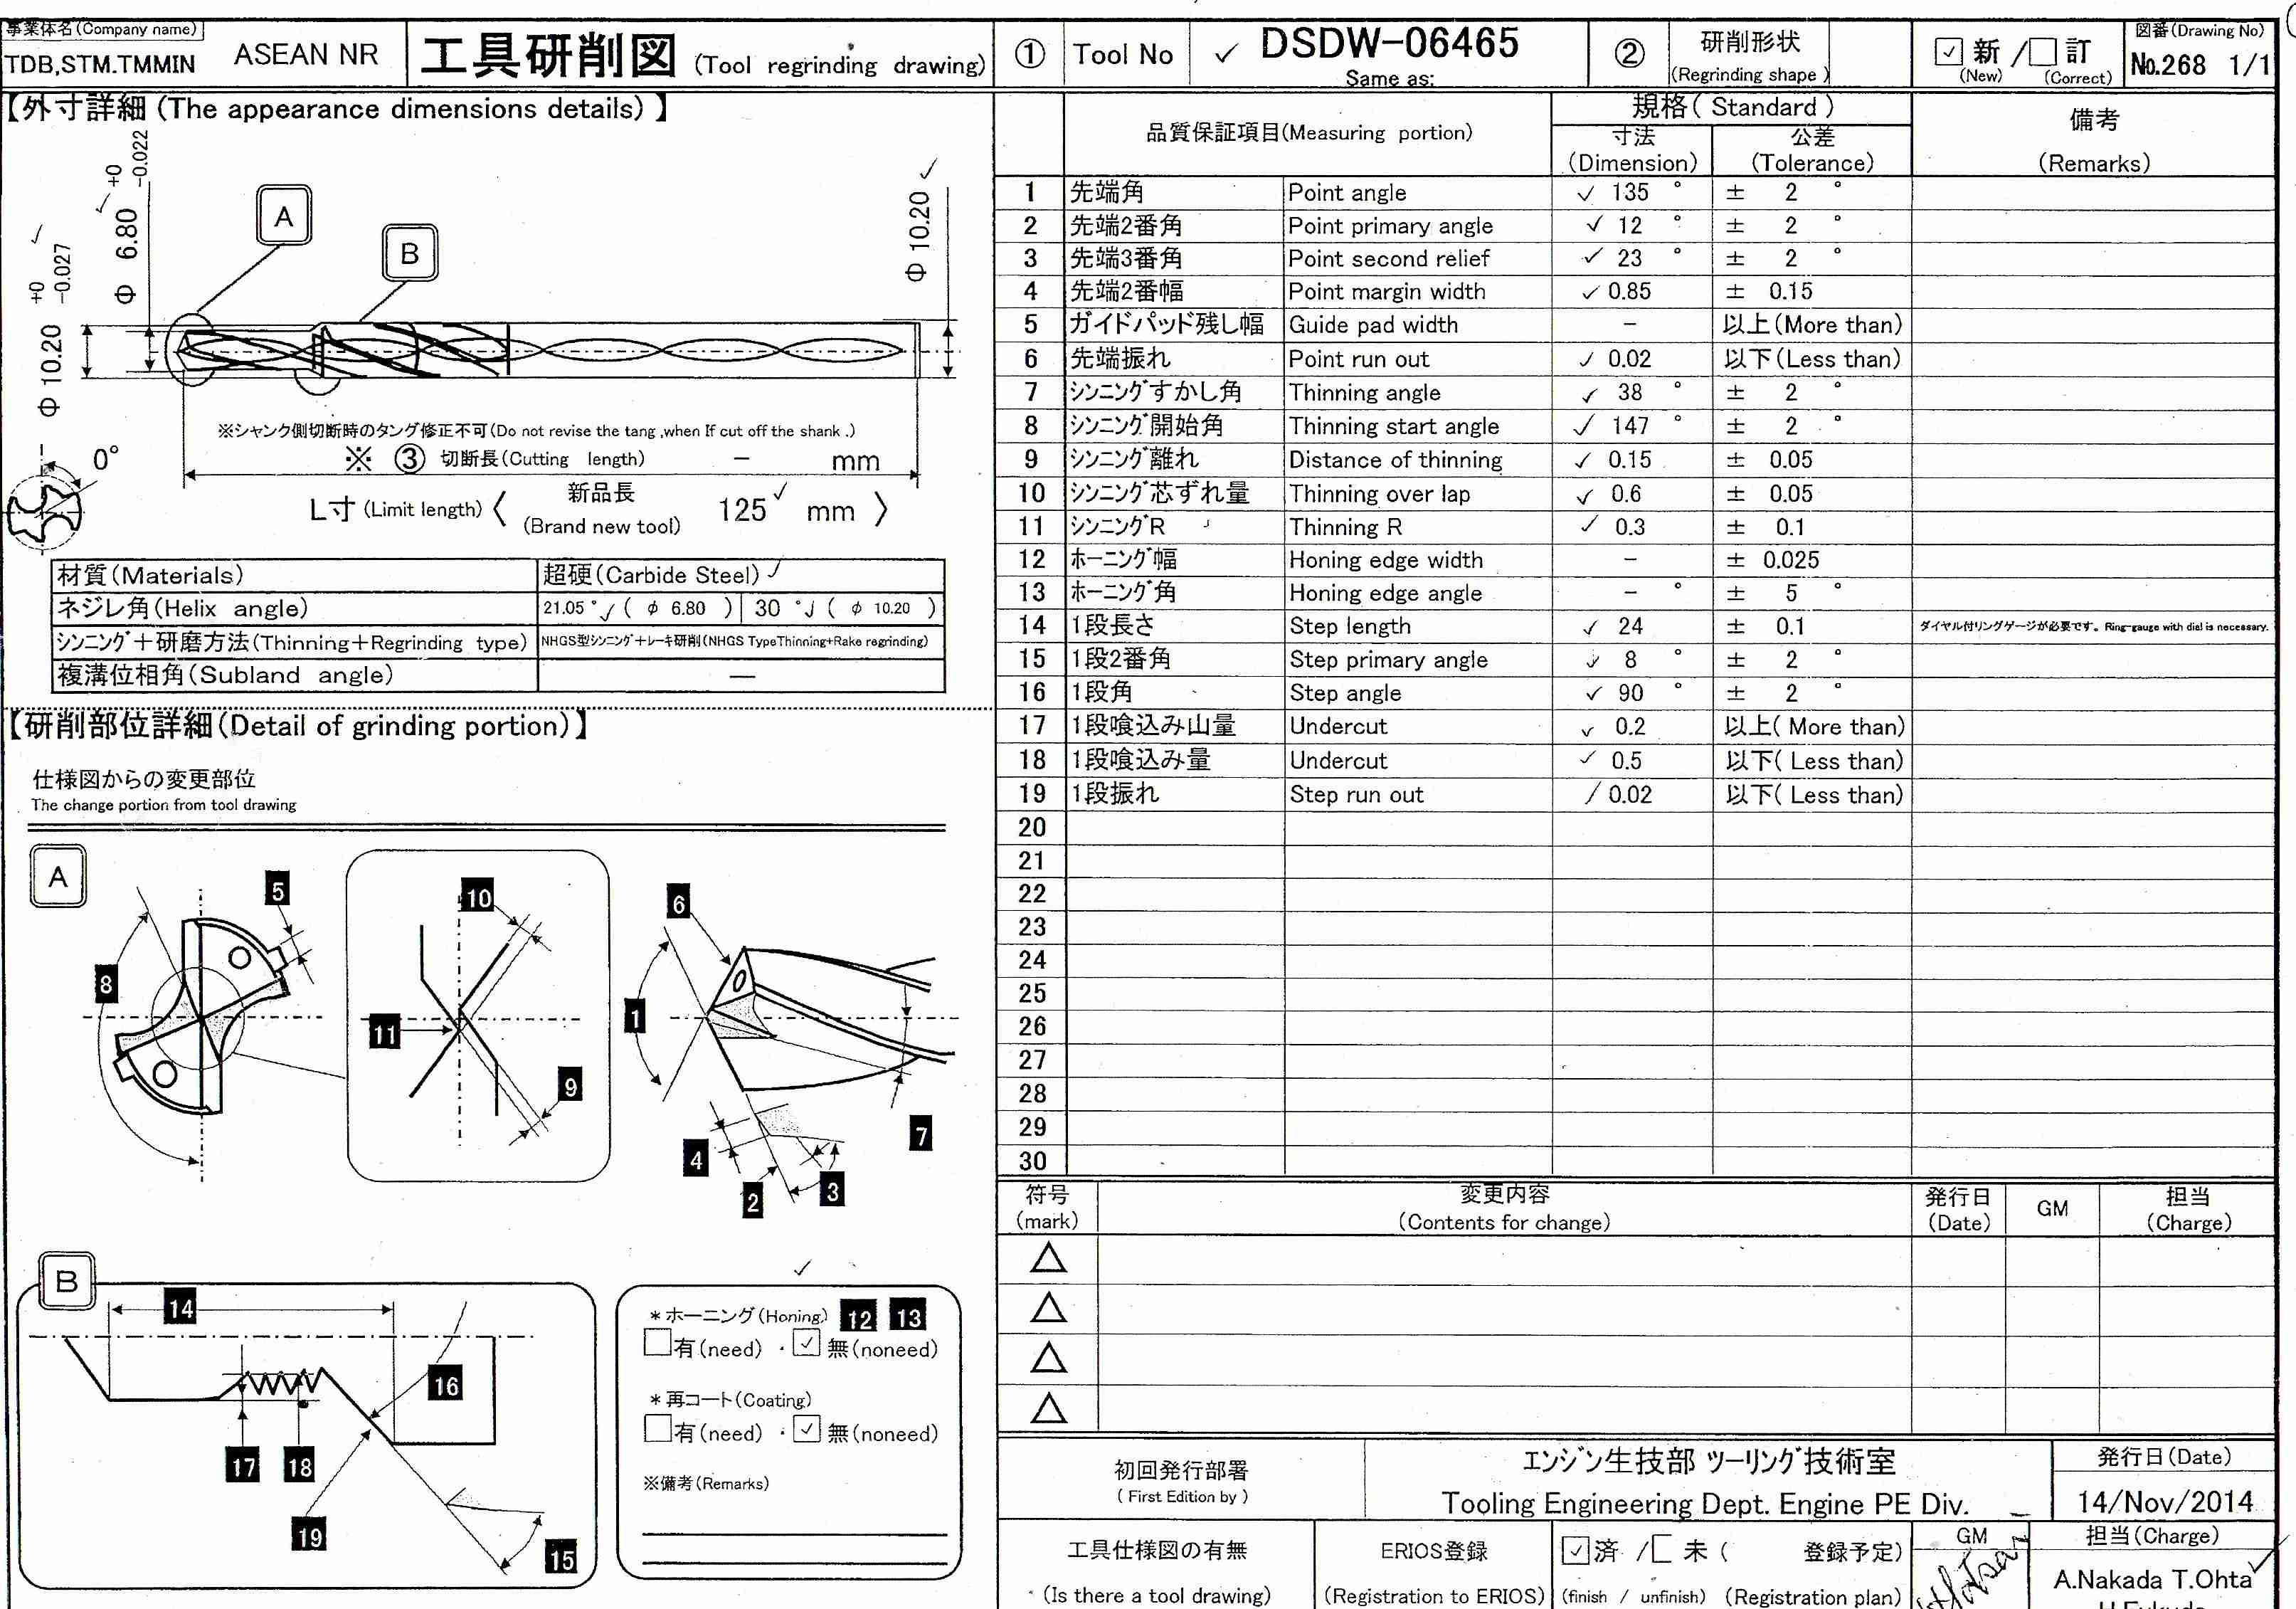 事業体名(Company name)
TDB,STM.TMMIN ASEAN NR
工具研削図 (Tool regrinding drawing)
① Tool No ✓ DSDW-06465
Same as:
② 研削形状
(Regrinding shape )
☑ 新 / ☐ 訂
(New) (Correct)
図番(Drawing No)
No.268 1/1
【外寸詳細 (The appearance dimensions details) 】
Φ 10.20 +0 -0.027 ✓
Φ 6.80 +0 -0.022 ✓
A
B
Φ 10.20 ✓
※シャンク側切断時のタング修正不可(Do not revise the tang ,when If cut off the shank .)
※ ③ 切断長(Cutting length) − mm
0°
L寸 (Limit length) 〈 新品長 (Brand new tool) 125 ✓ mm 〉
材質(Materials) 超硬(Carbide Steel) ✓
ネジレ角(Helix angle) 21.05 ° ✓ ( φ 6.80 ) 30 ° ✓ ( φ 10.20 )
シンニング+研磨方法(Thinning+Regrinding type) NHGS型シンニング+レーキ研削(NHGS TypeThinning+Rake regrinding)
複溝位相角(Subland angle) —
【研削部位詳細(Detail of grinding portion)】
仕様図からの変更部位
The change portion from tool drawing
A
5
8
10
11
9
6
1
7
4
2
3
B
14
16
17
18
19
15
✓
*ホーニング(Honing) 12 13
☐有(need) · ☑ 無(noneed)
*再コート(Coating)
☐有(need) · ☑ 無(noneed)
※備考(Remarks)
品質保証項目(Measuring portion)
規格( Standard )
寸法 (Dimension)
公差 (Tolerance)
備考 (Remarks)
1 先端角 Point angle ✓ 135 ° ± 2 °
2 先端2番角 Point primary angle ✓ 12 ° ± 2 °
3 先端3番角 Point second relief ✓ 23 ° ± 2 °
4 先端2番幅 Point margin width ✓ 0.85 ± 0.15
5 ガイドパッド残し幅 Guide pad width − 以上(More than)
6 先端振れ Point run out ✓ 0.02 以下(Less than)
7 シンニングすかし角 Thinning angle ✓ 38 ° ± 2 °
8 シンニング開始角 Thinning start angle ✓ 147 ° ± 2 °
9 シンニング離れ Distance of thinning ✓ 0.15 ± 0.05
10 シンニング芯ずれ量 Thinning over lap ✓ 0.6 ± 0.05
11 シンニングR Thinning R ✓ 0.3 ± 0.1
12 ホーニング幅 Honing edge width − ± 0.025
13 ホーニング角 Honing edge angle − ° ± 5 °
14 1段長さ Step length ✓ 24 ± 0.1 ダイヤル付リングゲージが必要です。Ring-gauge with dial is necessary.
15 1段2番角 Step primary angle ✓ 8 ° ± 2 °
16 1段角 Step angle ✓ 90 ° ± 2 °
17 1段喰込み山量 Undercut ✓ 0.2 以上( More than)
18 1段喰込み量 Undercut ✓ 0.5 以下( Less than)
19 1段振れ Step run out ✓ 0.02 以下( Less than)
20
21
22
23
24
25
26
27
28
29
30
符号 (mark)
変更内容 (Contents for change)
発行日 (Date)
GM
担当 (Charge)
△
△
△
△
初回発行部署
( First Edition by )
エンジン生技部 ツーリング技術室
Tooling Engineering Dept. Engine PE Div.
発行日(Date)
14/Nov/2014
工具仕様図の有無
(Is there a tool drawing)
ERIOS登録
(Registration to ERIOS)
☑済 /☐ 未 ( 登録予定)
(finish / unfinish) (Registration plan)
GM
担当(Charge)
A.Nakada T.Ohta ✓